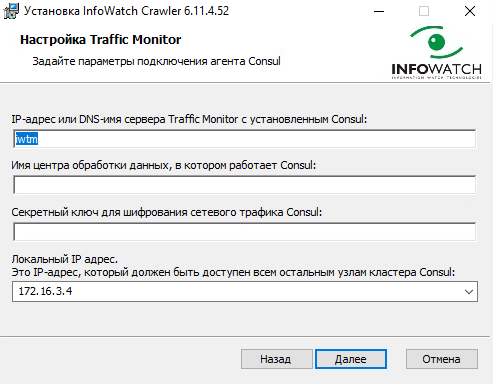 Установка InfoWatch Crawler 6.11.4.52
Настройка Traffic Monitor
Задайте параметры подключения агента Consul
INFOWATCH
INFORMATION WATCH TECHNOLOGIES
IP-адрес или DNS-имя сервера Traffic Monitor с установленным Consul:
iwtm
Имя центра обработки данных, в котором работает Consul:
Секретный ключ для шифрования сетевого трафика Consul:
Локальный IP адрес.
Это IP-адрес, который должен быть доступен всем остальным узлам кластера Consul:
172.16.3.4
Назад
Далее
Отмена